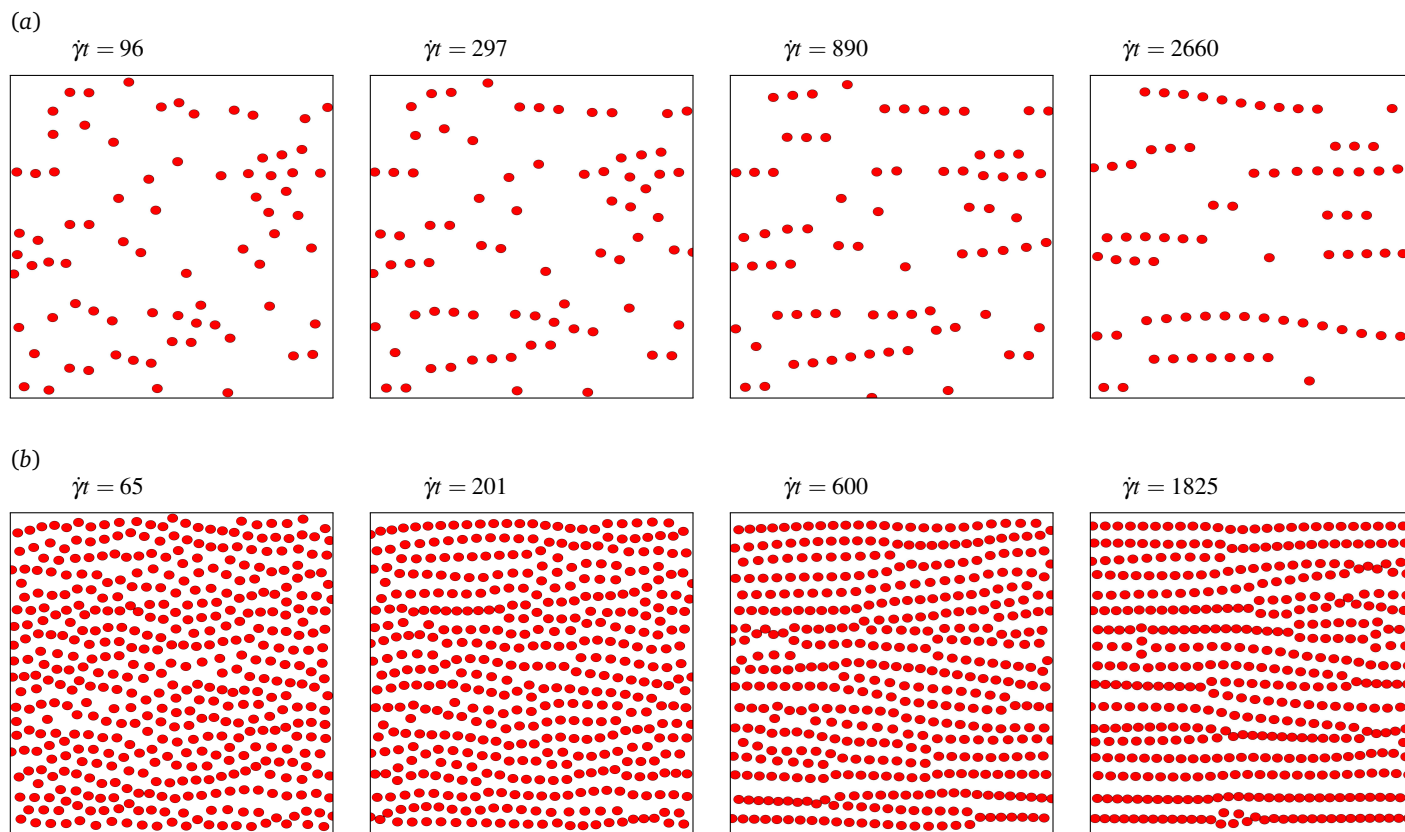 (a)
γ̇t = 96
γ̇t = 297
γ̇t = 890
γ̇t = 2660
(b)
γ̇t = 65
γ̇t = 201
γ̇t = 600
γ̇t = 1825